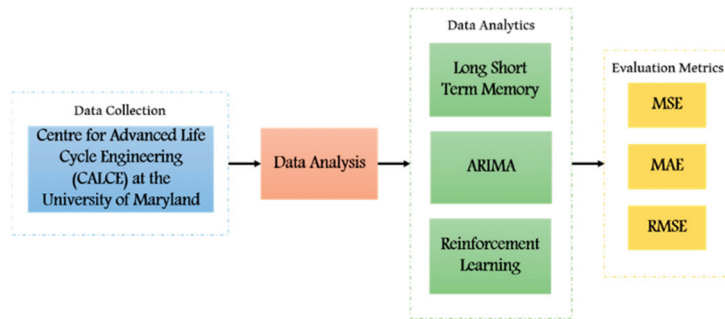 Data Collection
Centre for Advanced Life
Cycle Engineering
(CALCE) at the
University of Maryland
Data Analysis
Data Analytics
Long Short
Term Memory
ARIMA
Reinforcement
Learning
Evaluation Metrics
MSE
MAE
RMSE